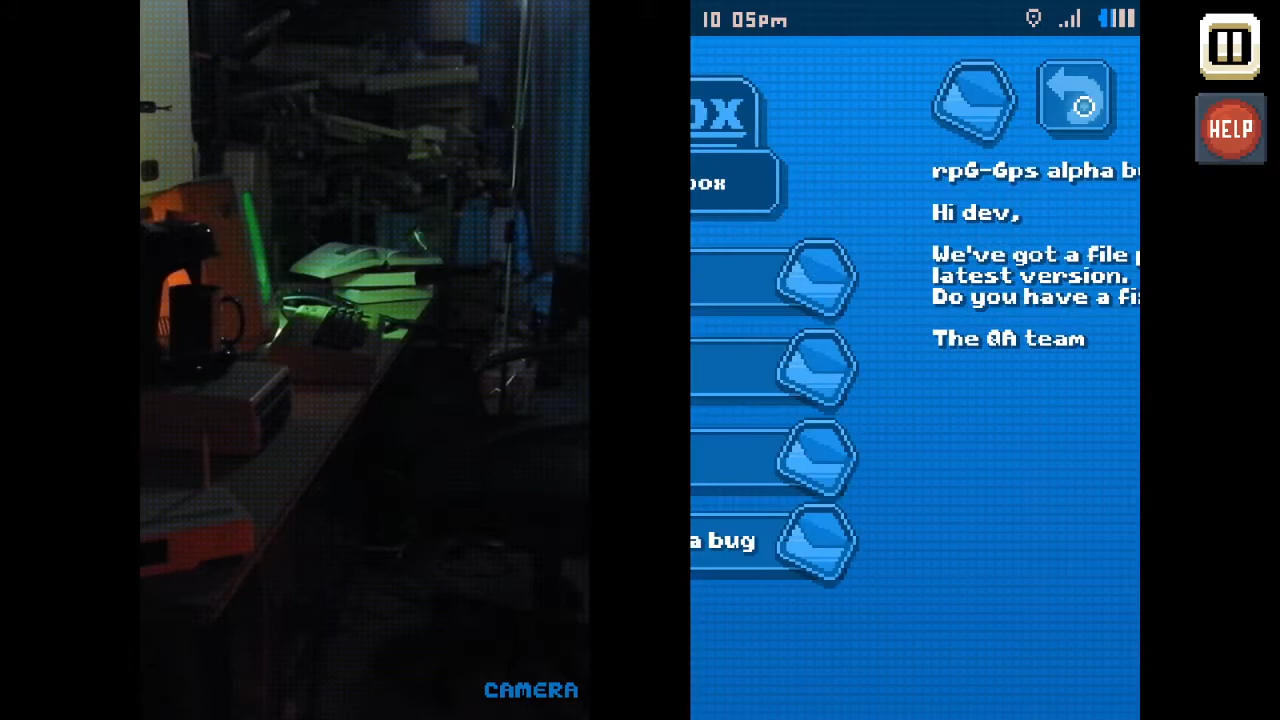 10 05pm
HELP
OX
box
rpG-Gps alpha b
Hi dev,
We've got a file
latest version.
Do you have a fi
The QA team
a bug
CAMERA